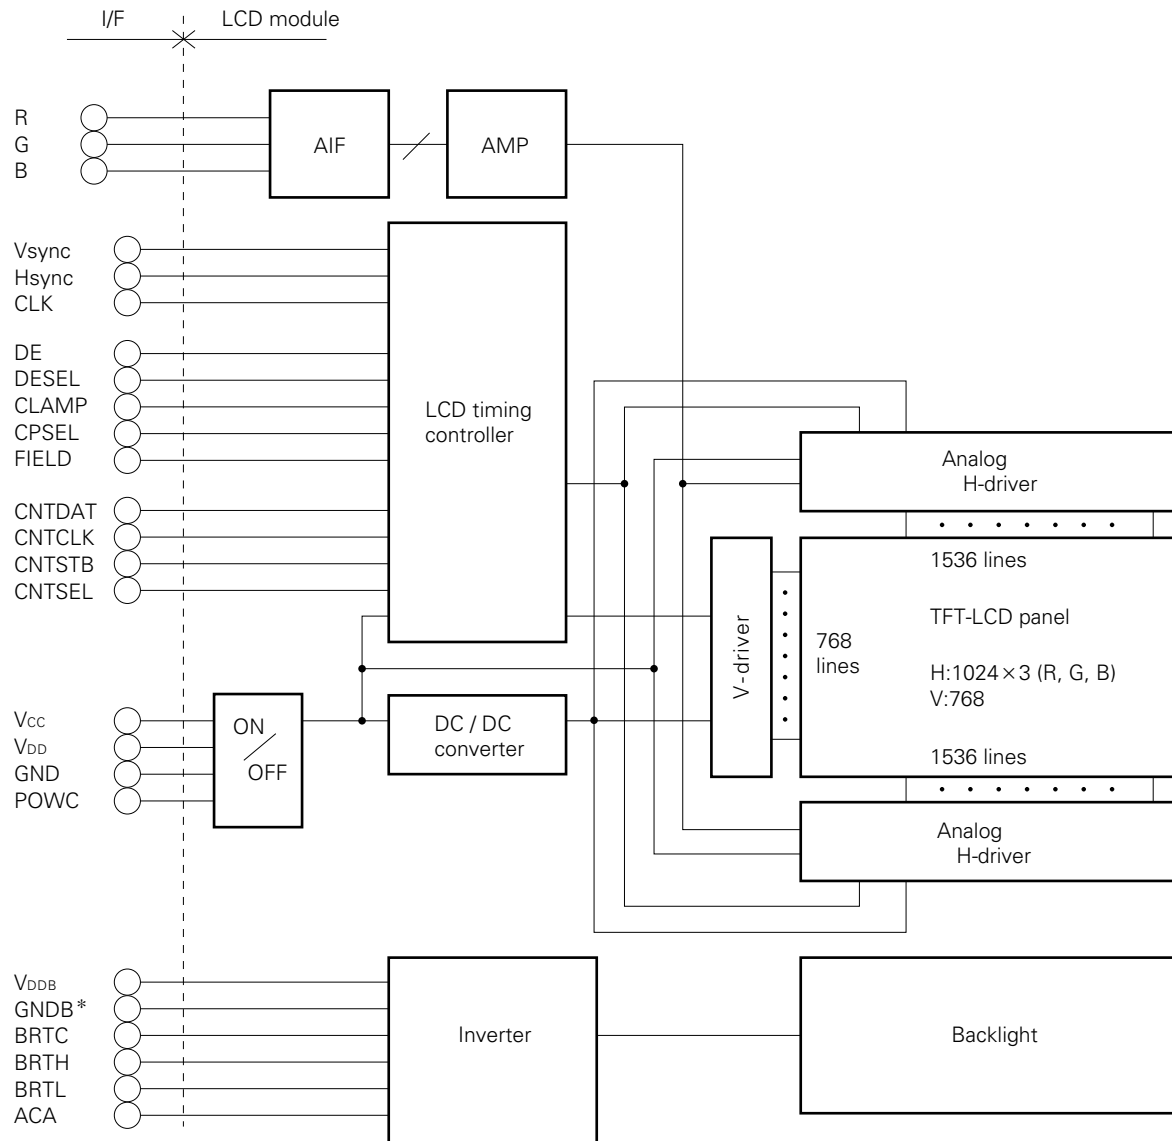 I/F LCD module
R
G
B
AIF
AMP
Vsync
Hsync
CLK
DE
DESEL
CLAMP
CPSEL
FIELD
CNTDAT
CNTCLK
CNTSTB
CNTSEL
LCD timing
controller
Analog
H-driver
1536 lines
TFT-LCD panel
768
lines
H:1024×3 (R, G, B)
V:768
1536 lines
V-driver
VCC
VDD
GND
POWC
ON
OFF
DC / DC
converter
Analog
H-driver
VDDB
GNDB*
BRTC
BRTH
BRTL
ACA
Inverter
Backlight